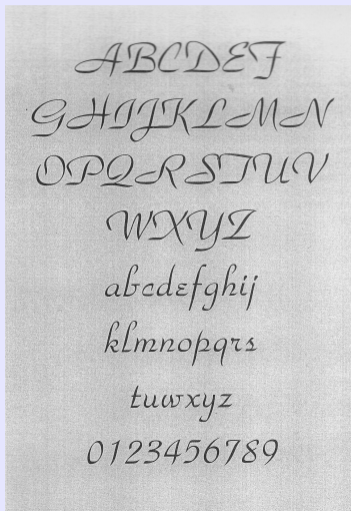 ABCDEF
GHIJKLMN
OPQRSTUV
WXYZ
abcdefghij
klmnopqrs
tuwxyz
0123456789